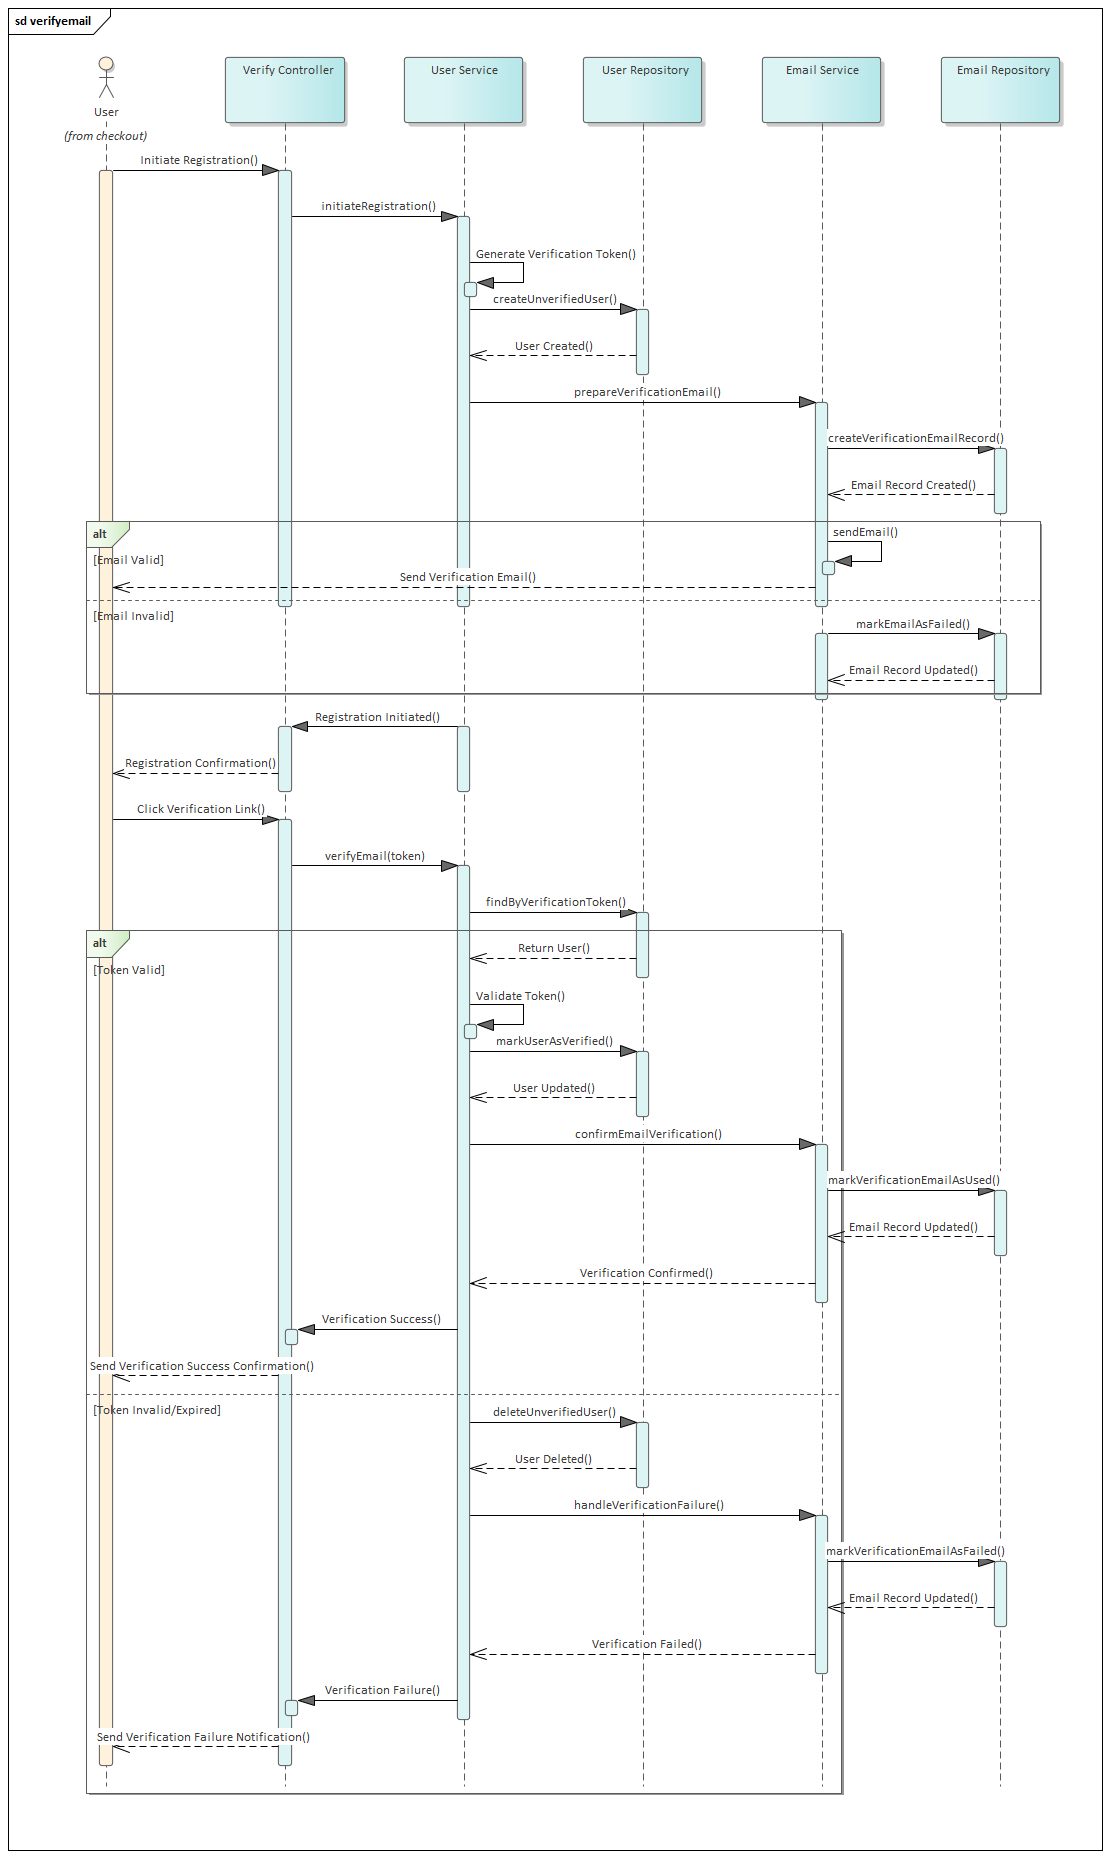 sd verifyemail
User
(from checkout)
Verify Controller
User Service
User Repository
Email Service
Email Repository
Initiate Registration()
initiateRegistration()
Generate Verification Token()
createUnverifiedUser()
User Created()
prepareVerificationEmail()
createVerificationEmailRecord()
Email Record Created()
alt
sendEmail()
[Email Valid]
Send Verification Email()
[Email Invalid]
markEmailAsFailed()
Email Record Updated()
Registration Initiated()
Registration Confirmation()
Click Verification Link()
verifyEmail(token)
findByVerificationToken()
alt
Return User()
[Token Valid]
Validate Token()
markUserAsVerified()
User Updated()
confirmEmailVerification()
markVerificationEmailAsUsed()
Email Record Updated()
Verification Confirmed()
Verification Success()
Send Verification Success Confirmation()
[Token Invalid/Expired]
deleteUnverifiedUser()
User Deleted()
handleVerificationFailure()
markVerificationEmailAsFailed()
Email Record Updated()
Verification Failed()
Verification Failure()
Send Verification Failure Notification()